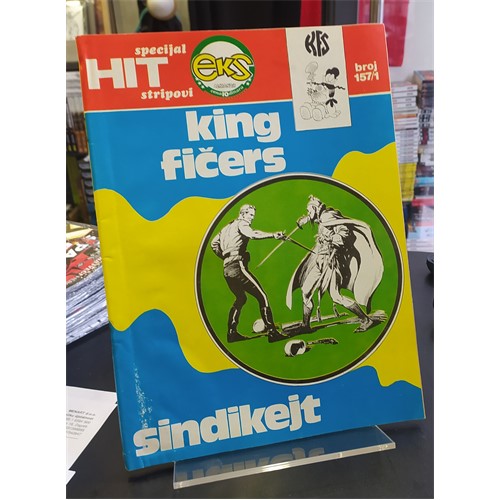 specijal
HIT
stripovi
eks
KFS
broj
157/1
king
fičers
sindikejt